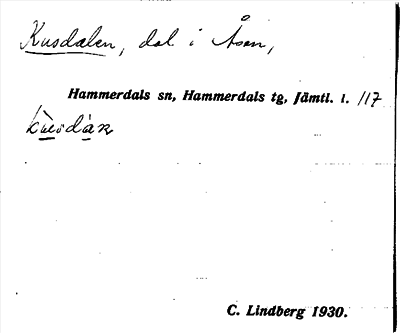 Kusdalen, dal i Åsen,
Hammerdals sn, Hammerdals tg, Jämtl. l. 117
C. Lindberg 1930.